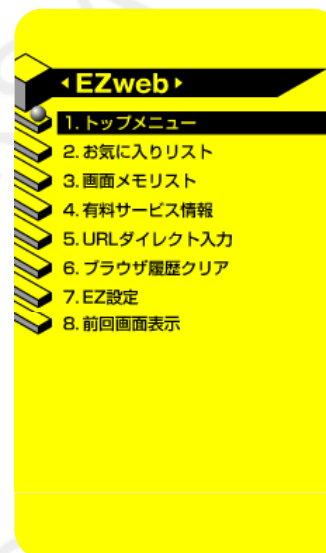 EZweb
1.トップメニュー
2.お気に入りリスト
3.画面メモリスト
4.有料サービス情報
5.URLダイレクト入力
6.ブラウザ履歴クリア
7.EZ設定
8.前回画面表示